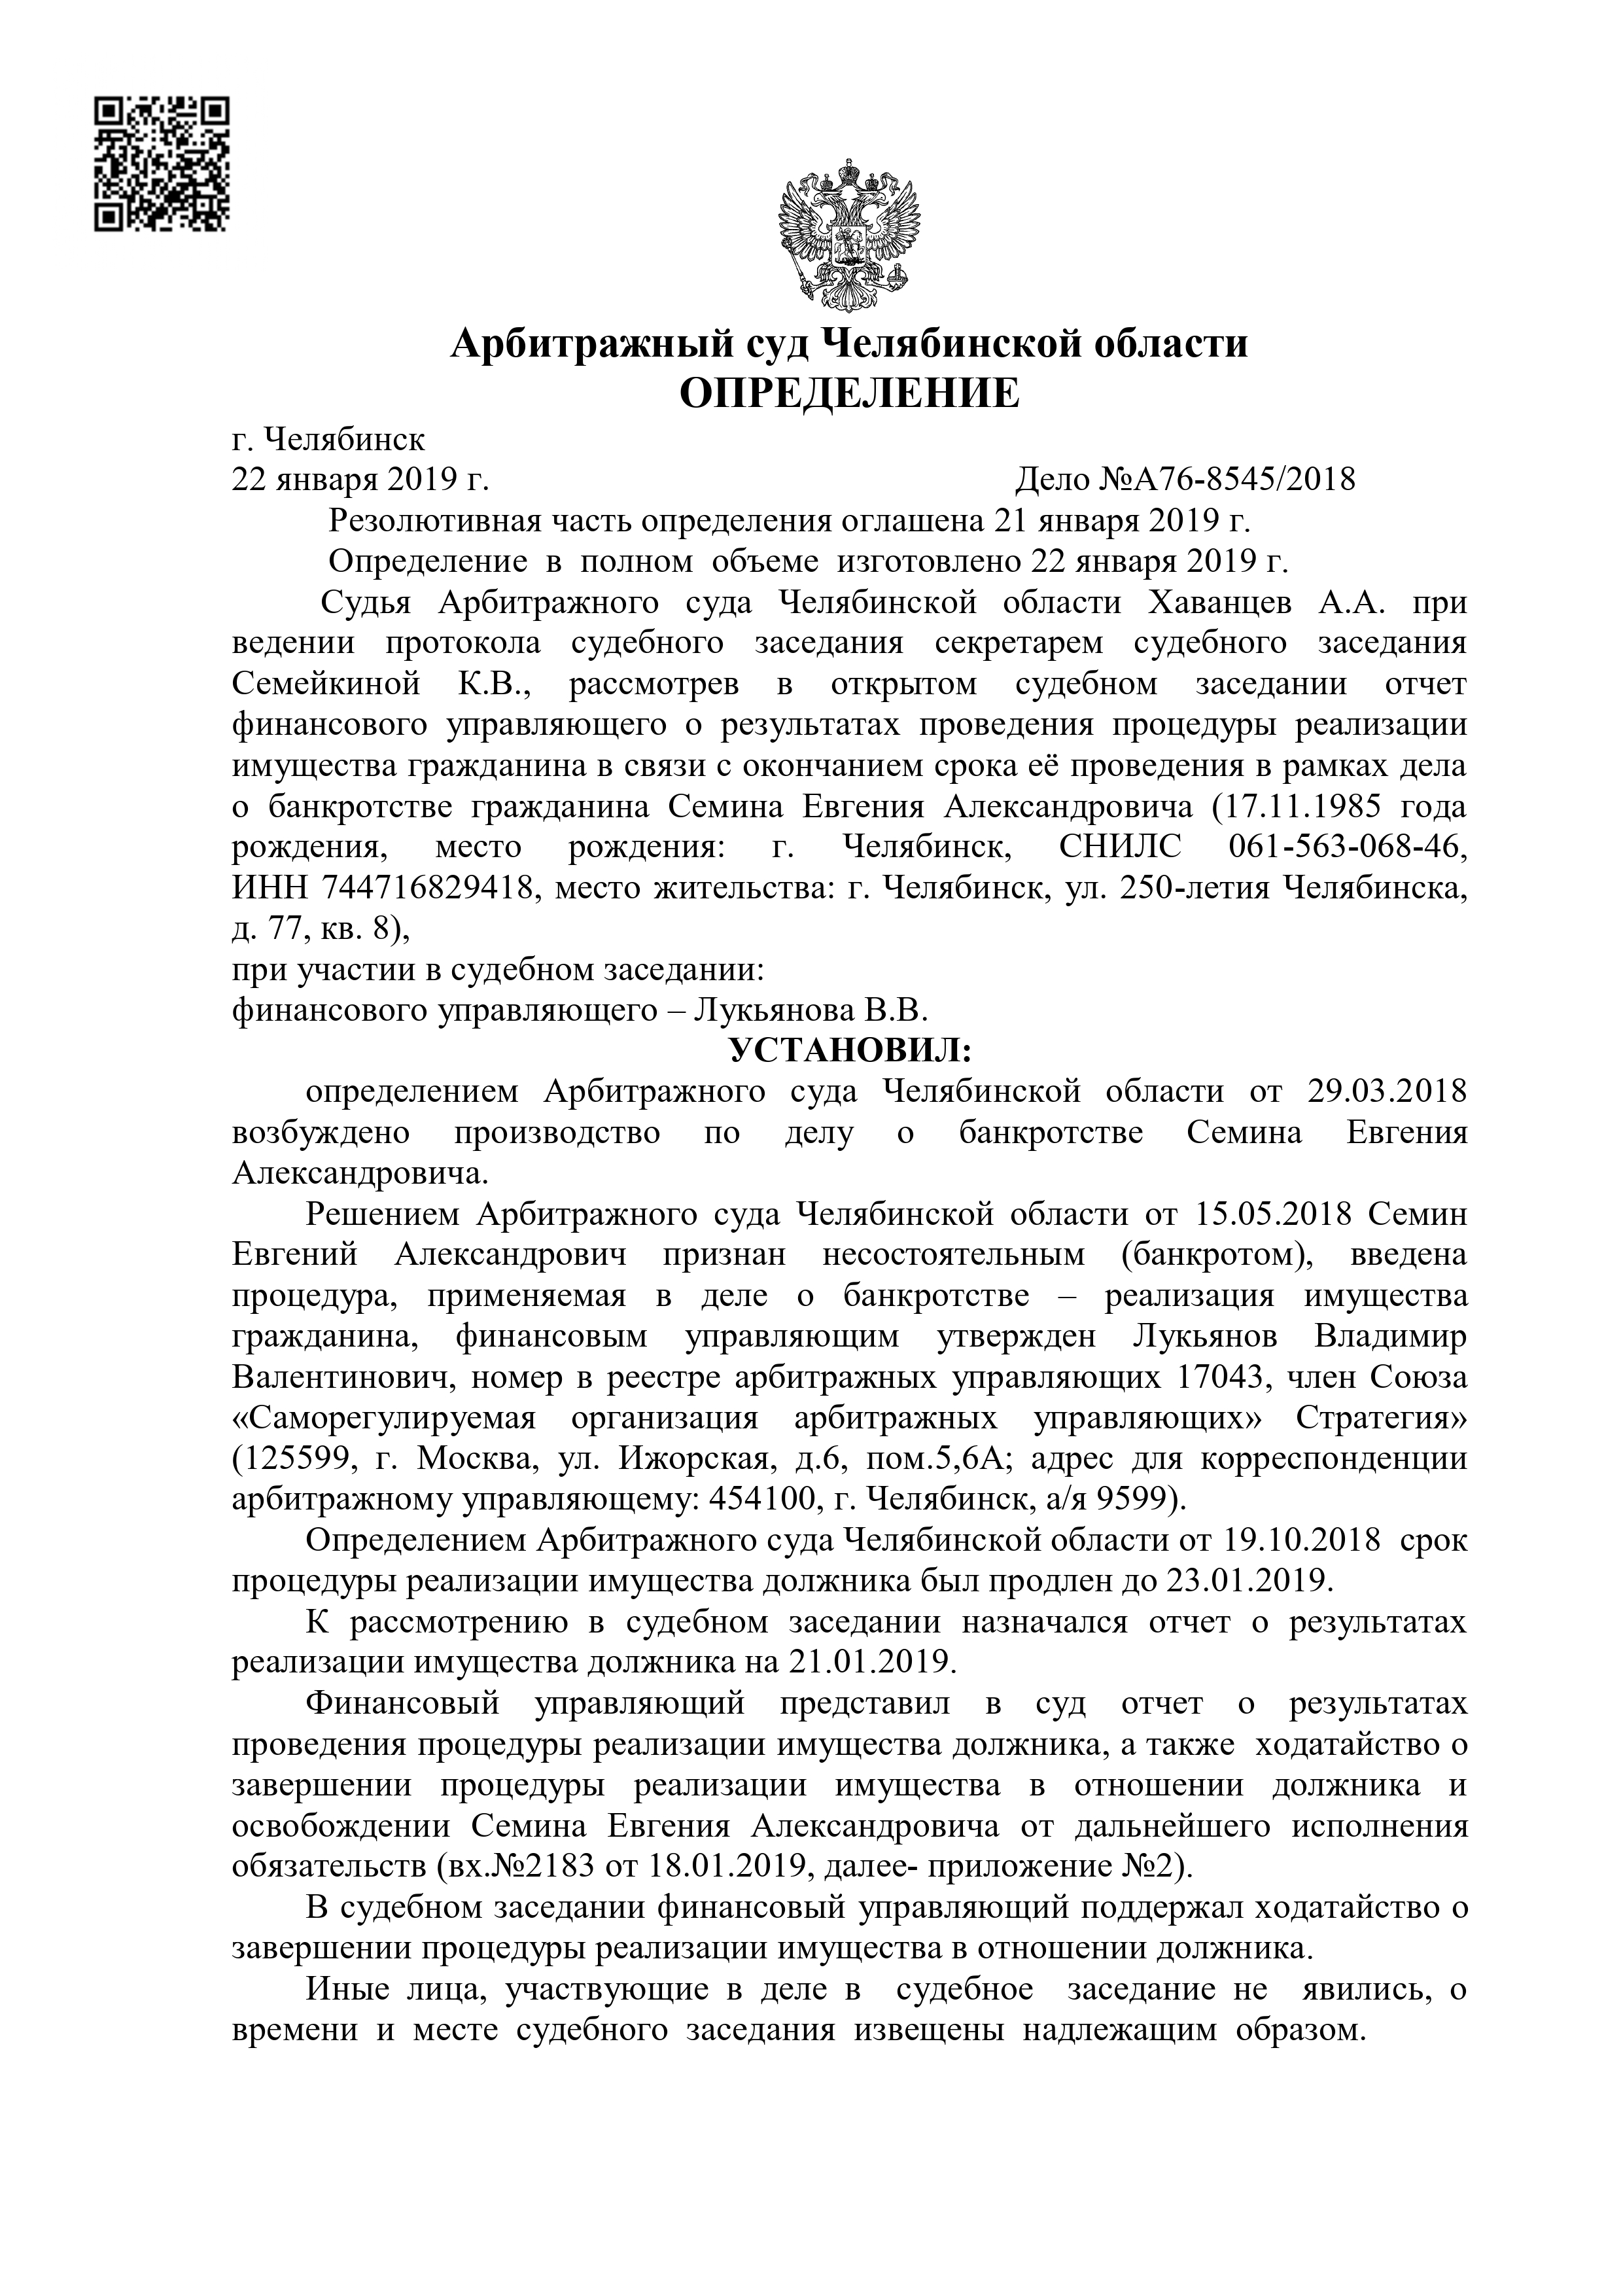 Арбитражный суд Челябинской области
ОПРЕДЕЛЕНИЕ
г. Челябинск
22 января 2019 г. Дело №А76-8545/2018
Резолютивная часть определения оглашена 21 января 2019 г.
Определение в полном объеме изготовлено 22 января 2019 г.
Судья Арбитражного суда Челябинской области Хаванцев А.А. при
ведении протокола судебного заседания секретарем судебного заседания
Семейкиной К.В., рассмотрев в открытом судебном заседании отчет
финансового управляющего о результатах проведения процедуры реализации
имущества гражданина в связи с окончанием срока её проведения в рамках дела
о банкротстве гражданина Семина Евгения Александровича (17.11.1985 года
рождения, место рождения: г. Челябинск, СНИЛС 061-563-068-46,
ИНН 744716829418, место жительства: г. Челябинск, ул. 250-летия Челябинска,
д. 77, кв. 8),
при участии в судебном заседании:
финансового управляющего – Лукьянова В.В.
УСТАНОВИЛ:
определением Арбитражного суда Челябинской области от 29.03.2018
возбуждено производство по делу о банкротстве Семина Евгения
Александровича.
Решением Арбитражного суда Челябинской области от 15.05.2018 Семин
Евгений Александрович признан несостоятельным (банкротом), введена
процедура, применяемая в деле о банкротстве – реализация имущества
гражданина, финансовым управляющим утвержден Лукьянов Владимир
Валентинович, номер в реестре арбитражных управляющих 17043, член Союза
«Саморегулируемая организация арбитражных управляющих» Стратегия»
(125599, г. Москва, ул. Ижорская, д.6, пом.5,6А; адрес для корреспонденции
арбитражному управляющему: 454100, г. Челябинск, а/я 9599).
Определением Арбитражного суда Челябинской области от 19.10.2018 срок
процедуры реализации имущества должника был продлен до 23.01.2019.
К рассмотрению в судебном заседании назначался отчет о результатах
реализации имущества должника на 21.01.2019.
Финансовый управляющий представил в суд отчет о результатах
проведения процедуры реализации имущества должника, а также ходатайство о
завершении процедуры реализации имущества в отношении должника и
освобождении Семина Евгения Александровича от дальнейшего исполнения
обязательств (вх.№2183 от 18.01.2019, далее- приложение №2).
В судебном заседании финансовый управляющий поддержал ходатайство о
завершении процедуры реализации имущества в отношении должника.
Иные лица, участвующие в деле в судебное заседание не явились, о
времени и месте судебного заседания извещены надлежащим образом.